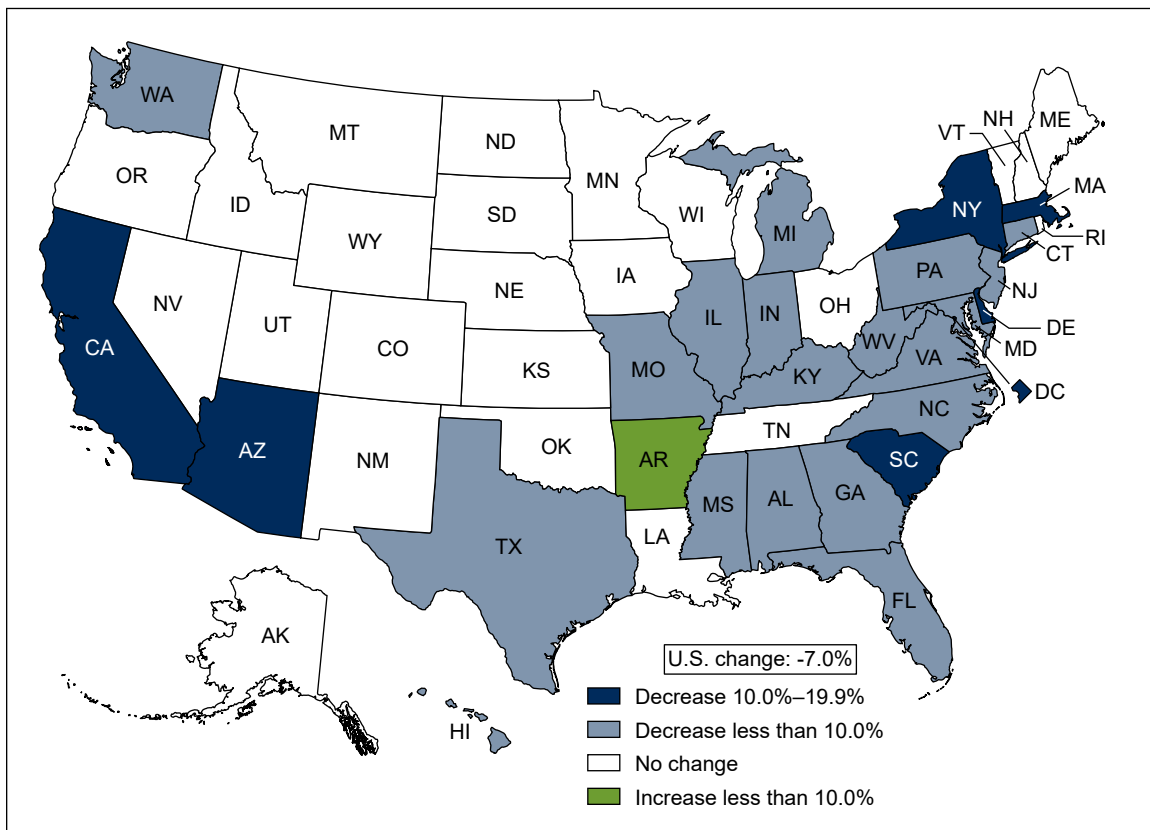 WA
MT
ND
MN
VT
NH
ME
OR
ID
SD
WI
MI
NY
MA
WY
RI
CT
IA
PA
NE
NV
OH
NJ
UT
IL
IN
CA
CO
DE
WV
MD
KS
MO
VA
KY
DC
NC
TN
OK
AZ
NM
AR
SC
MS
AL
GA
LA
TX
FL
AK
HI
U.S. change: -7.0%
Decrease 10.0%–19.9%
Decrease less than 10.0%
No change
Increase less than 10.0%